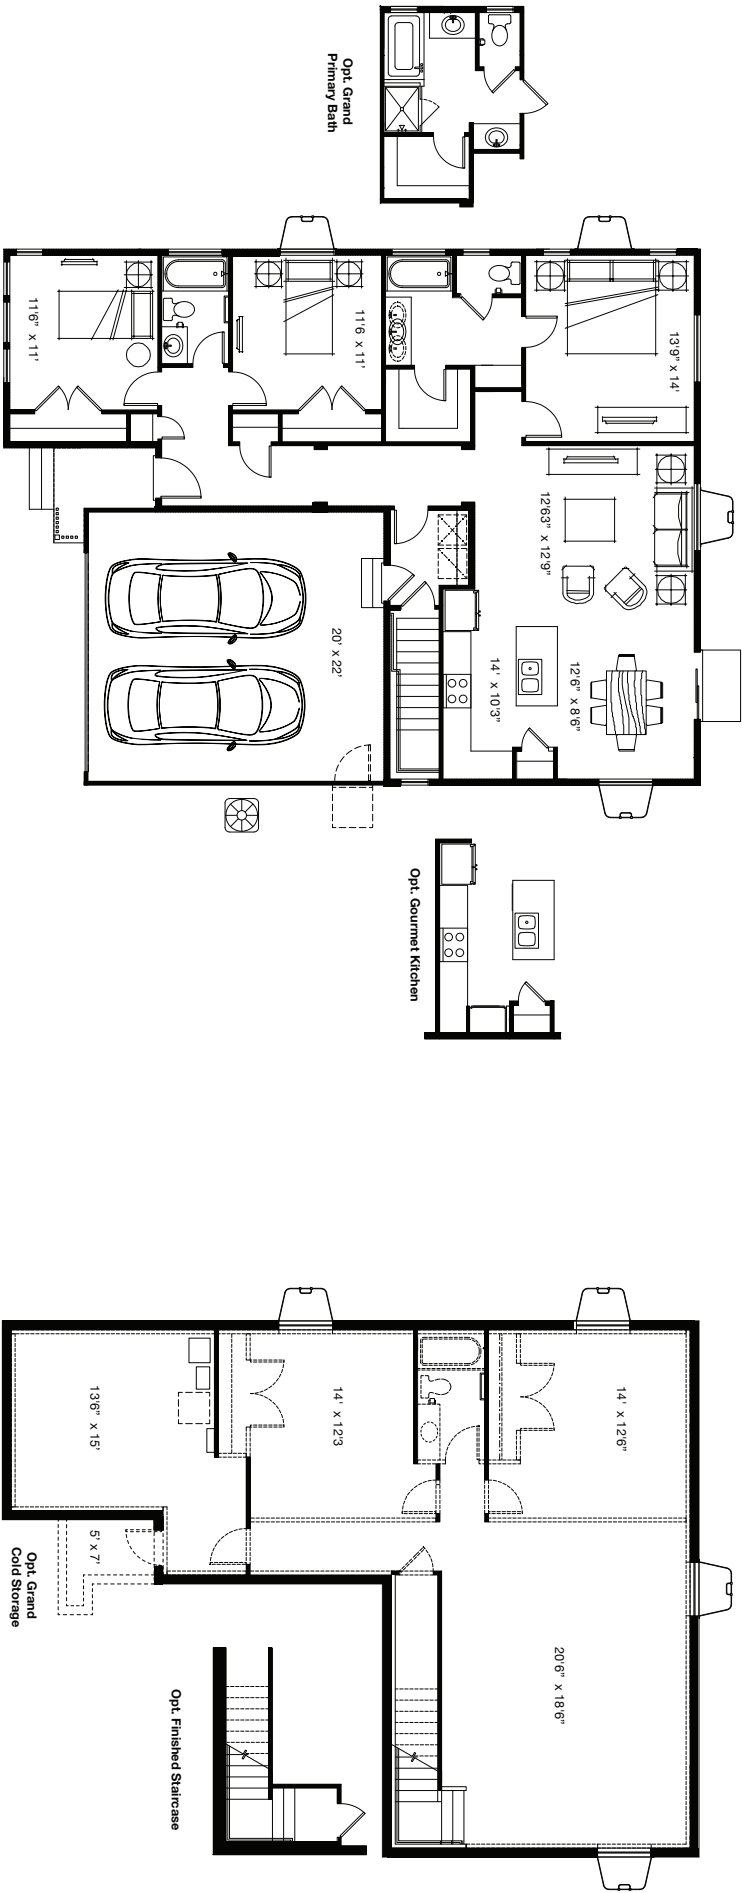 Opt. Grand
Primary Bath
13'9" x 14'
11'6 x 11'
11'6" x 11'
12'63" x 12'9"
12'6" x 8'6"
14' x 10'3"
20' x 22'
Opt. Gourmet Kitchen
14' x 12'6"
14' x 12'3
13'6" x 15'
5' x 7'
Opt. Grand
Cold Storage
20'6" x 18'6"
Opt. Finished Staircase